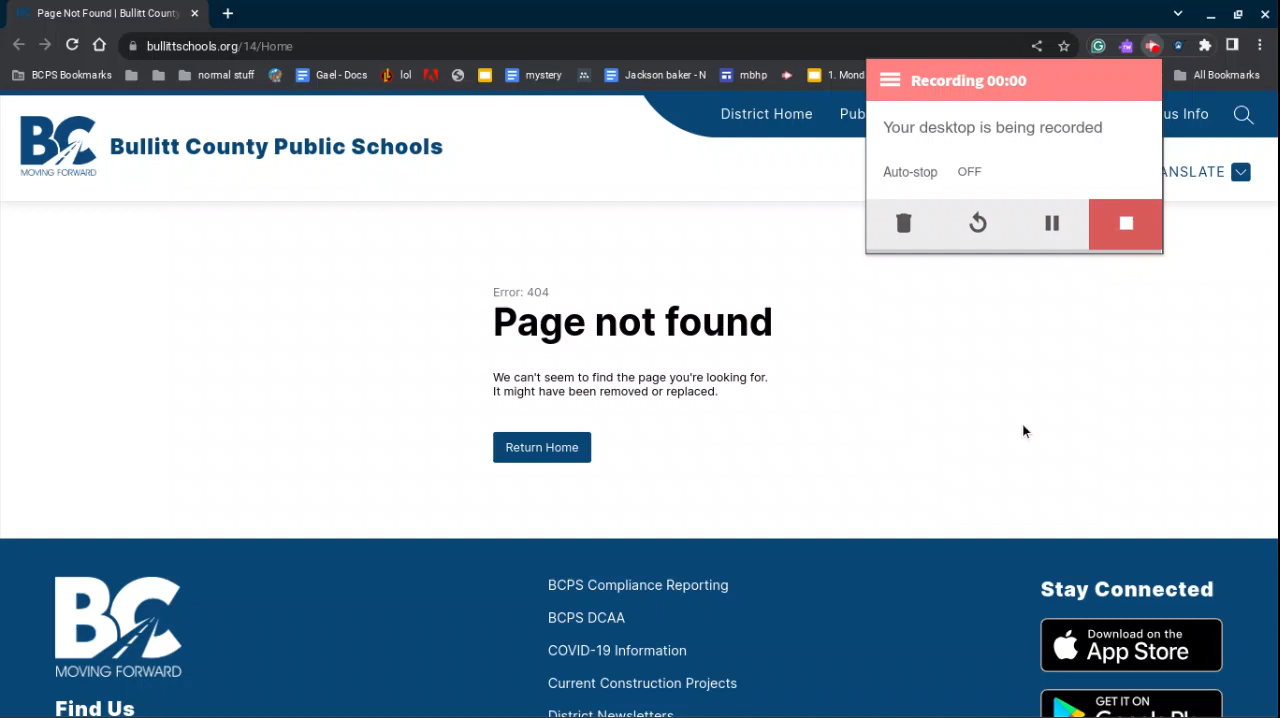 Page Not Found | Bullitt County
bullittschools.org/14/Home
BCPS Bookmarks normal stuff Gael - Docs lol mystery Jackson baker - N mbhp 1. Mond All Bookmarks
Recording 00:00
Your desktop is being recorded
Auto-stop OFF
District Home Pub us Info
BC
MOVING FORWARD
Bullitt County Public Schools
ANSLATE
Error: 404
Page not found
We can't seem to find the page you're looking for.
It might have been removed or replaced.
Return Home
BC
MOVING FORWARD
Find Us
BCPS Compliance Reporting
BCPS DCAA
COVID-19 Information
Current Construction Projects
District Newsletters
Stay Connected
Download on the
App Store
GET IT ON
Google Play